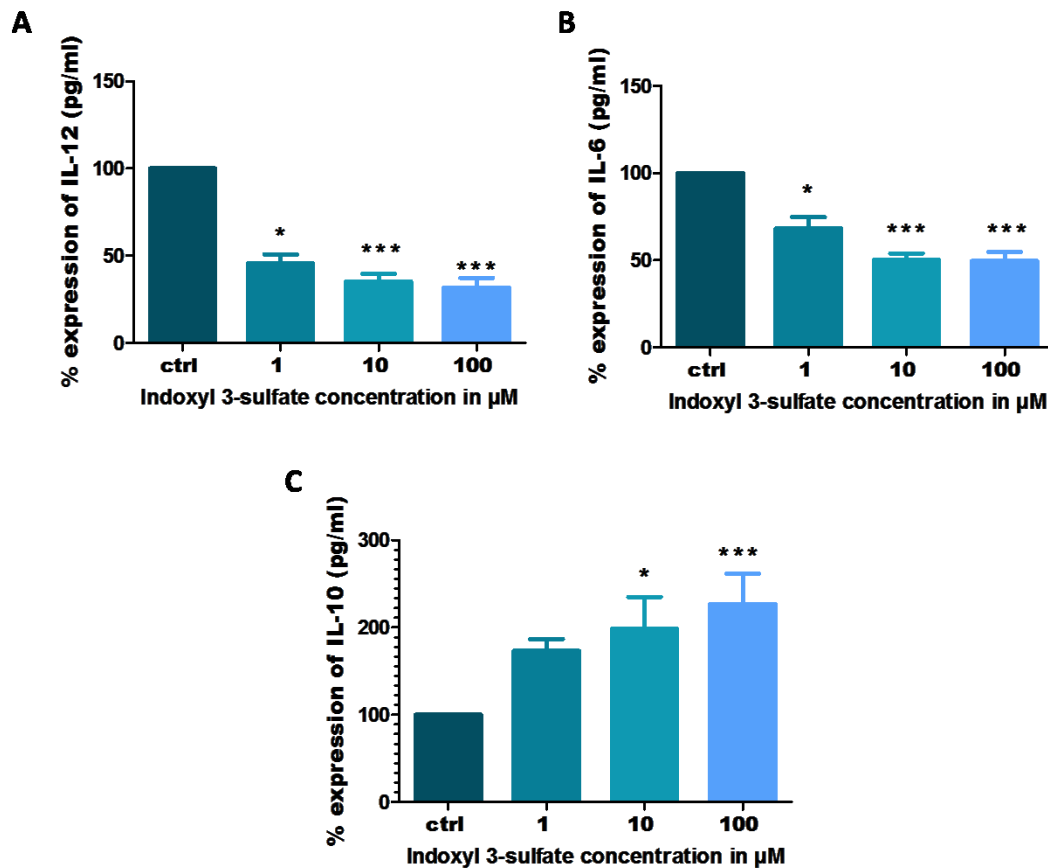 A
% expression of IL-12 (pg/ml)
150
100
50
0
*
***
***
ctrl 1 10 100
Indoxyl 3-sulfate concentration in µM
B
% expression of IL-6 (pg/ml)
150
100
50
0
*
***
***
ctrl 1 10 100
Indoxyl 3-sulfate concentration in µM
C
% expression of IL-10 (pg/ml)
300
200
100
0
*
***
ctrl 1 10 100
Indoxyl 3-sulfate concentration in µM